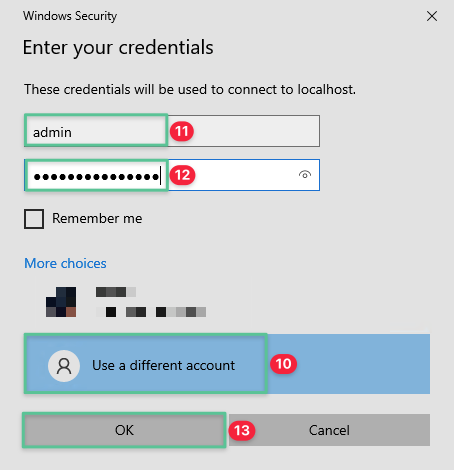 Windows Security
Enter your credentials
These credentials will be used to connect to localhost.
admin 11
●●●●●●●●●●●●●●● 12
Remember me
More choices
Use a different account 10
OK 13 Cancel